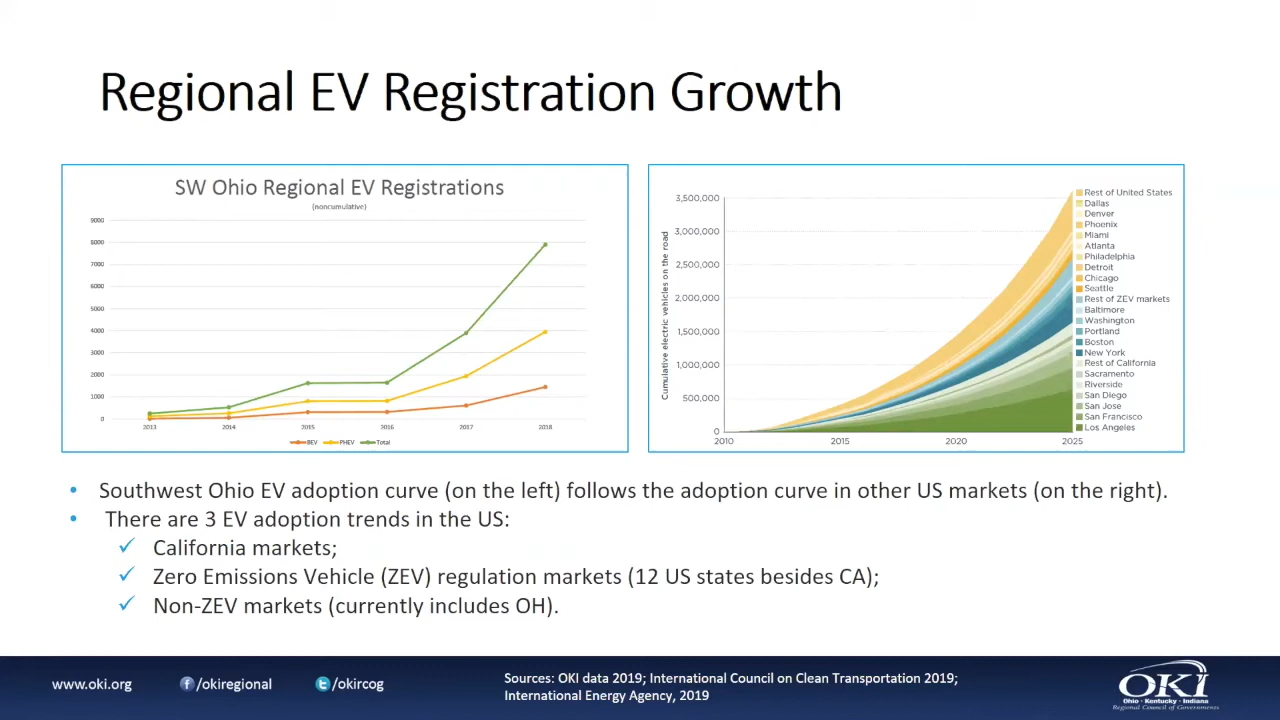 Regional EV Registration Growth
SW Ohio Regional EV Registrations
(noncumulative)
9000
8000
7000
6000
5000
4000
3000
2000
1000
0
2013 2014 2015 2016 2017 2018
BEV PHEV Total
Cumulative electric vehicles on the road
3,500,000
3,000,000
2,500,000
2,000,000
1,500,000
1,000,000
500,000
0
2010 2015 2020 2025
Rest of United States
Dallas
Denver
Phoenix
Miami
Atlanta
Philadelphia
Detroit
Chicago
Seattle
Rest of ZEV markets
Baltimore
Washington
Portland
Boston
New York
Rest of California
Sacramento
Riverside
San Diego
San Jose
San Francisco
Los Angeles
• Southwest Ohio EV adoption curve (on the left) follows the adoption curve in other US markets (on the right).
• There are 3 EV adoption trends in the US:
✓ California markets;
✓ Zero Emissions Vehicle (ZEV) regulation markets (12 US states besides CA);
✓ Non-ZEV markets (currently includes OH).
www.oki.org
/okiregional
/okircog
Sources: OKI data 2019; International Council on Clean Transportation 2019;
International Energy Agency, 2019
OKI
Ohio · Kentucky · Indiana
Regional Council of Governments